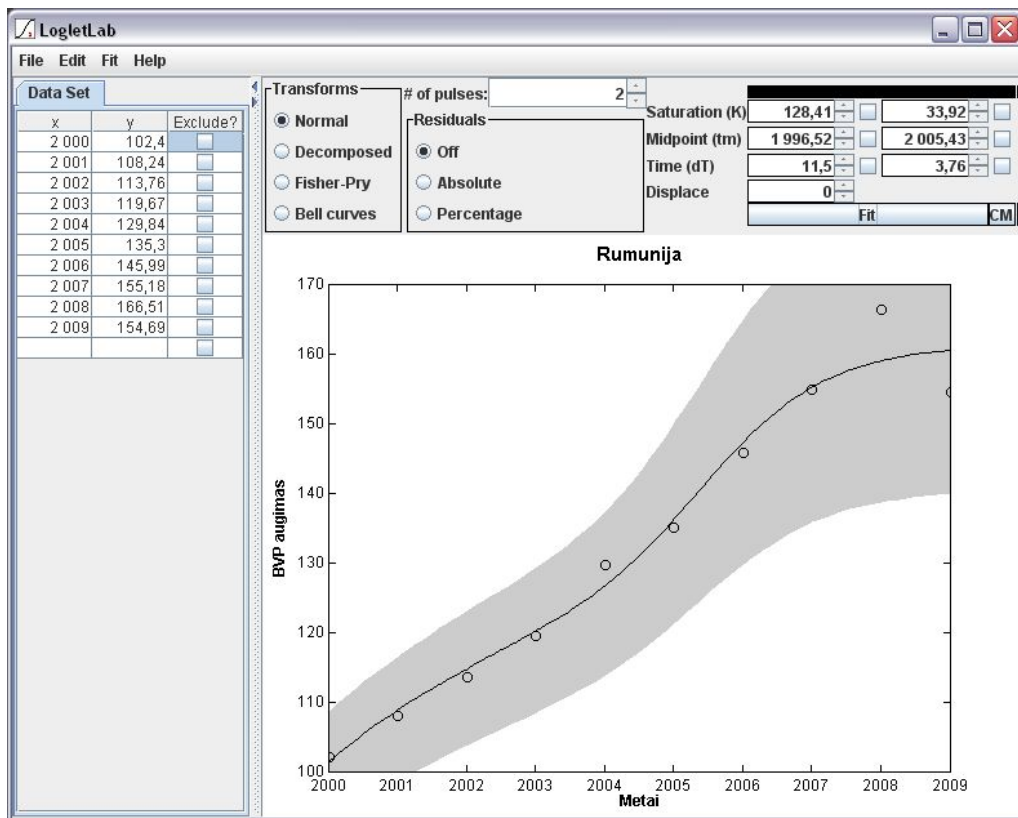 LogletLab
File Edit Fit Help
Data Set
x y Exclude?
2 000 102,4
2 001 108,24
2 002 113,76
2 003 119,67
2 004 129,84
2 005 135,3
2 006 145,99
2 007 155,18
2 008 166,51
2 009 154,69
Transforms
Normal
Decomposed
Fisher-Pry
Bell curves
# of pulses: 2
Residuals
Off
Absolute
Percentage
Saturation (K) 128,41 33,92
Midpoint (tm) 1 996,52 2 005,43
Time (dT) 11,5 3,76
Displace 0
Fit CM
Rumunija
BVP augimas
170
160
150
140
130
120
110
100
2000 2001 2002 2003 2004 2005 2006 2007 2008 2009
Metai